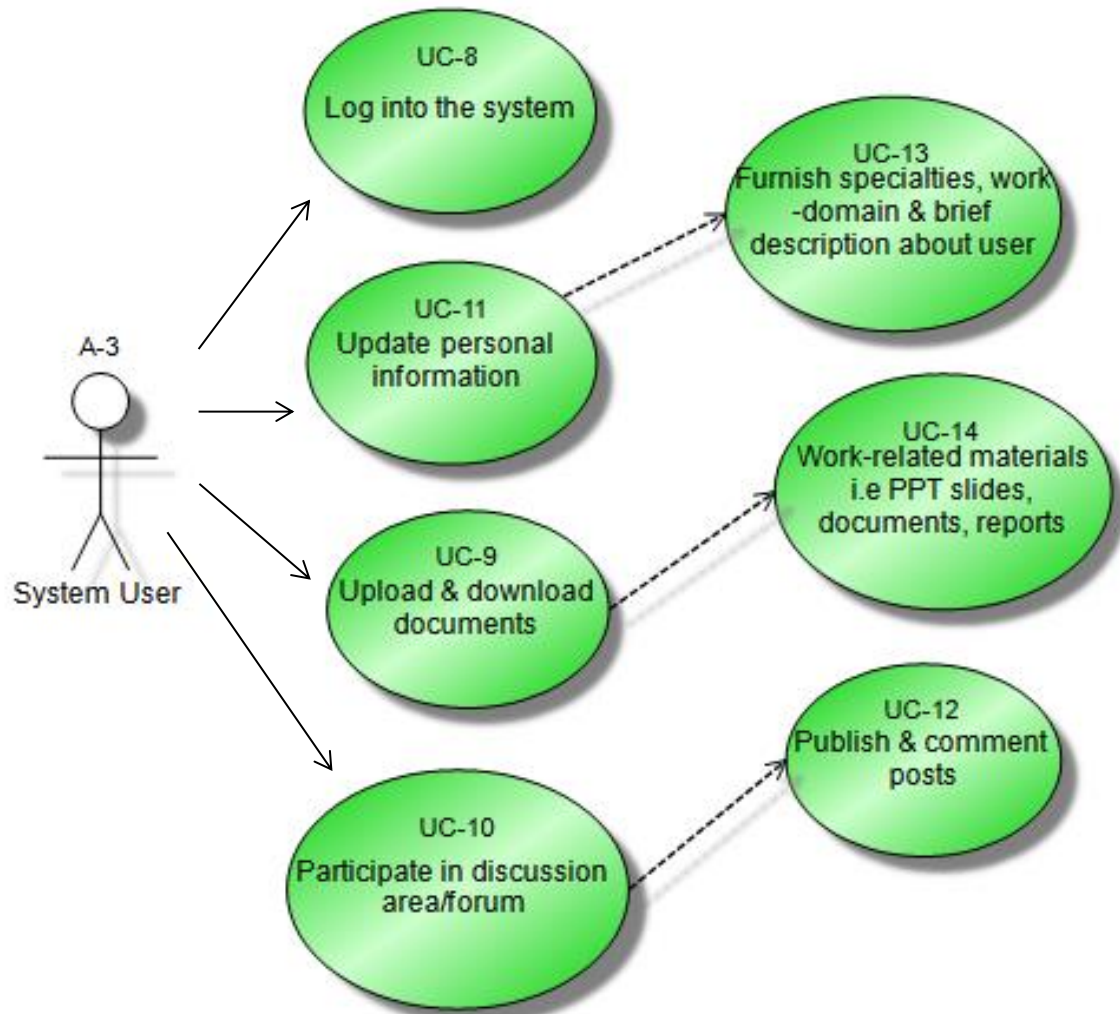 UC-8
Log into the system
UC-13
Furnish specialties, work
-domain & brief
description about user
UC-11
Update personal
information
A-3
System User
UC-14
Work-related materials
i.e PPT slides,
documents, reports
UC-9
Upload & download
documents
UC-12
Publish & comment
posts
UC-10
Participate in discussion
area/forum